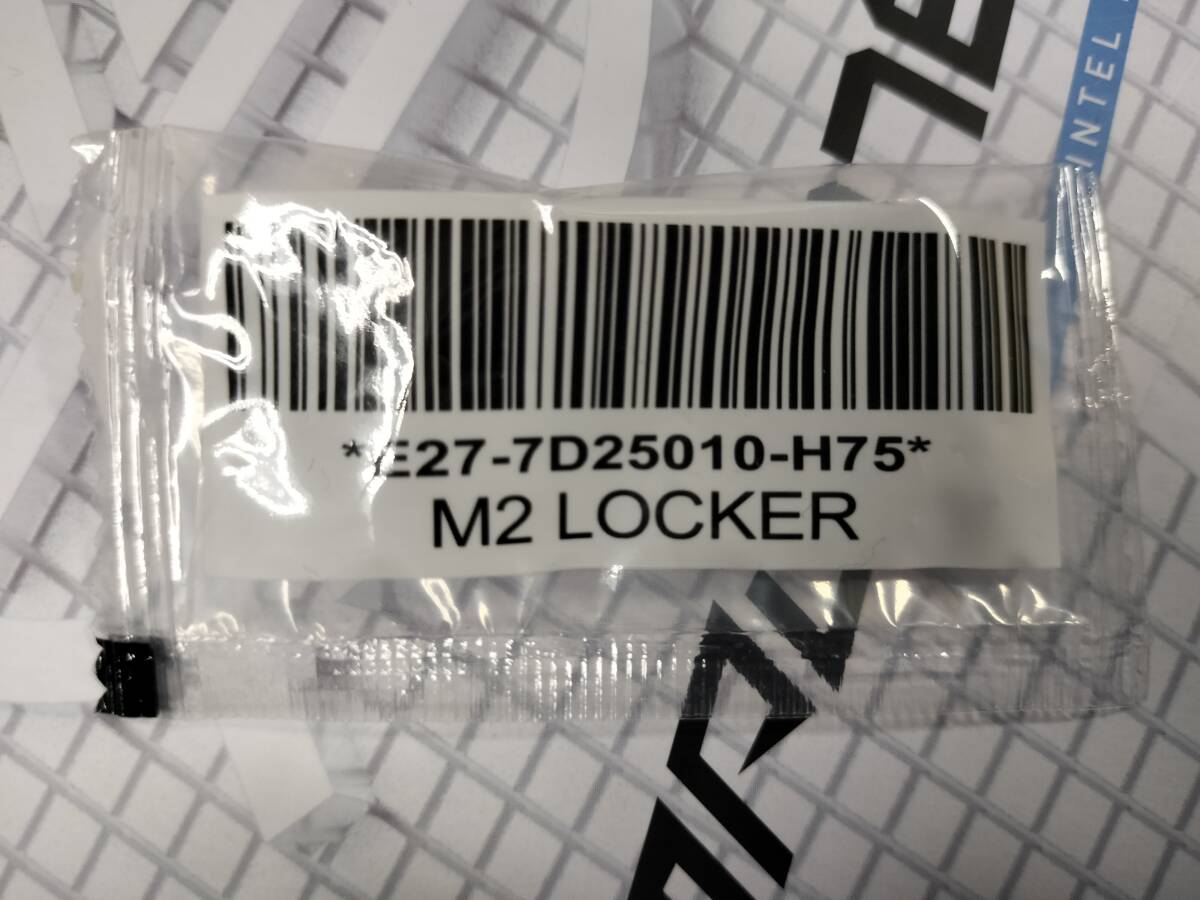 *E27-7D25010-H75*
M2 LOCKER
INTEL